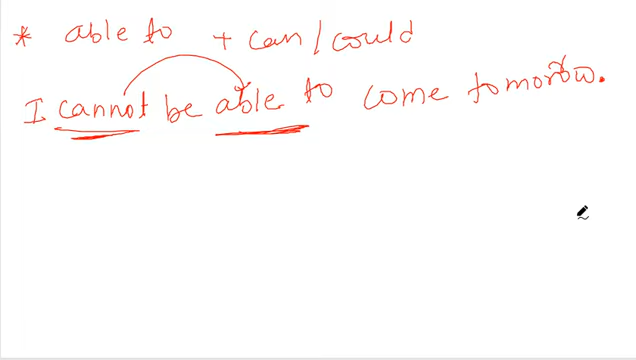 * able to + can/could
I cannot be able to come tomorrow.